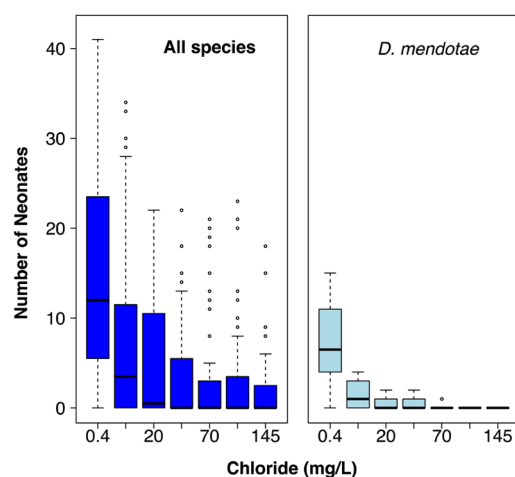 All species
D. mendotae
Number of Neonates
40
30
20
10
0
0.4 20 70 145
0.4 20 70 145
Chloride (mg/L)